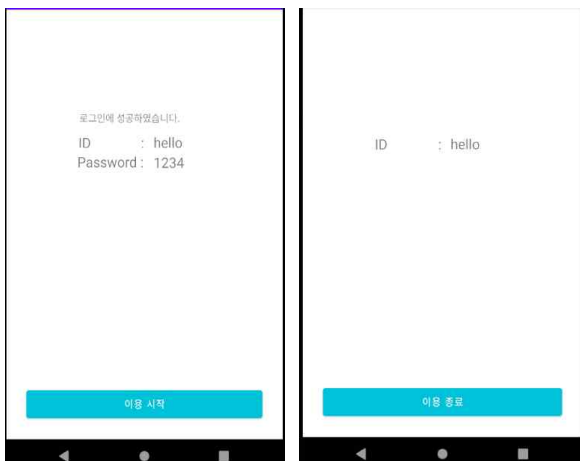 로그인에 성공하였습니다.
ID : hello
Password : 1234
이용 시작
ID : hello
이용 종료